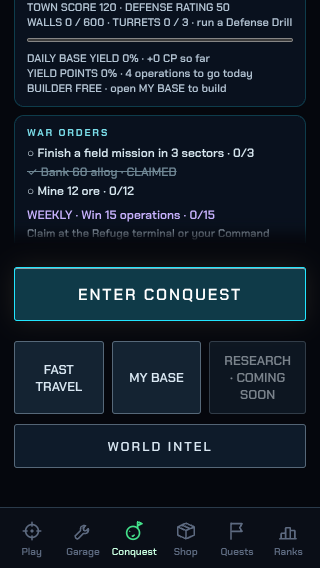 TOWN SCORE 120 · DEFENSE RATING 50
WALLS 0 / 600 · TURRETS 0 / 3 · run a Defense Drill
DAILY BASE YIELD 0% · +0 CP so far
YIELD POINTS 0% · 4 operations to go today
BUILDER FREE · open MY BASE to build
WAR ORDERS
○ Finish a field mission in 3 sectors · 0/3
✓ Bank 60 alloy · CLAIMED
○ Mine 12 ore · 0/12
WEEKLY · Win 15 operations · 0/15
Claim at the Refuge terminal or your Command
ENTER CONQUEST
FAST
TRAVEL
MY BASE
RESEARCH
· COMING
SOON
WORLD INTEL
Play
Garage
Conquest
Shop
Quests
Ranks